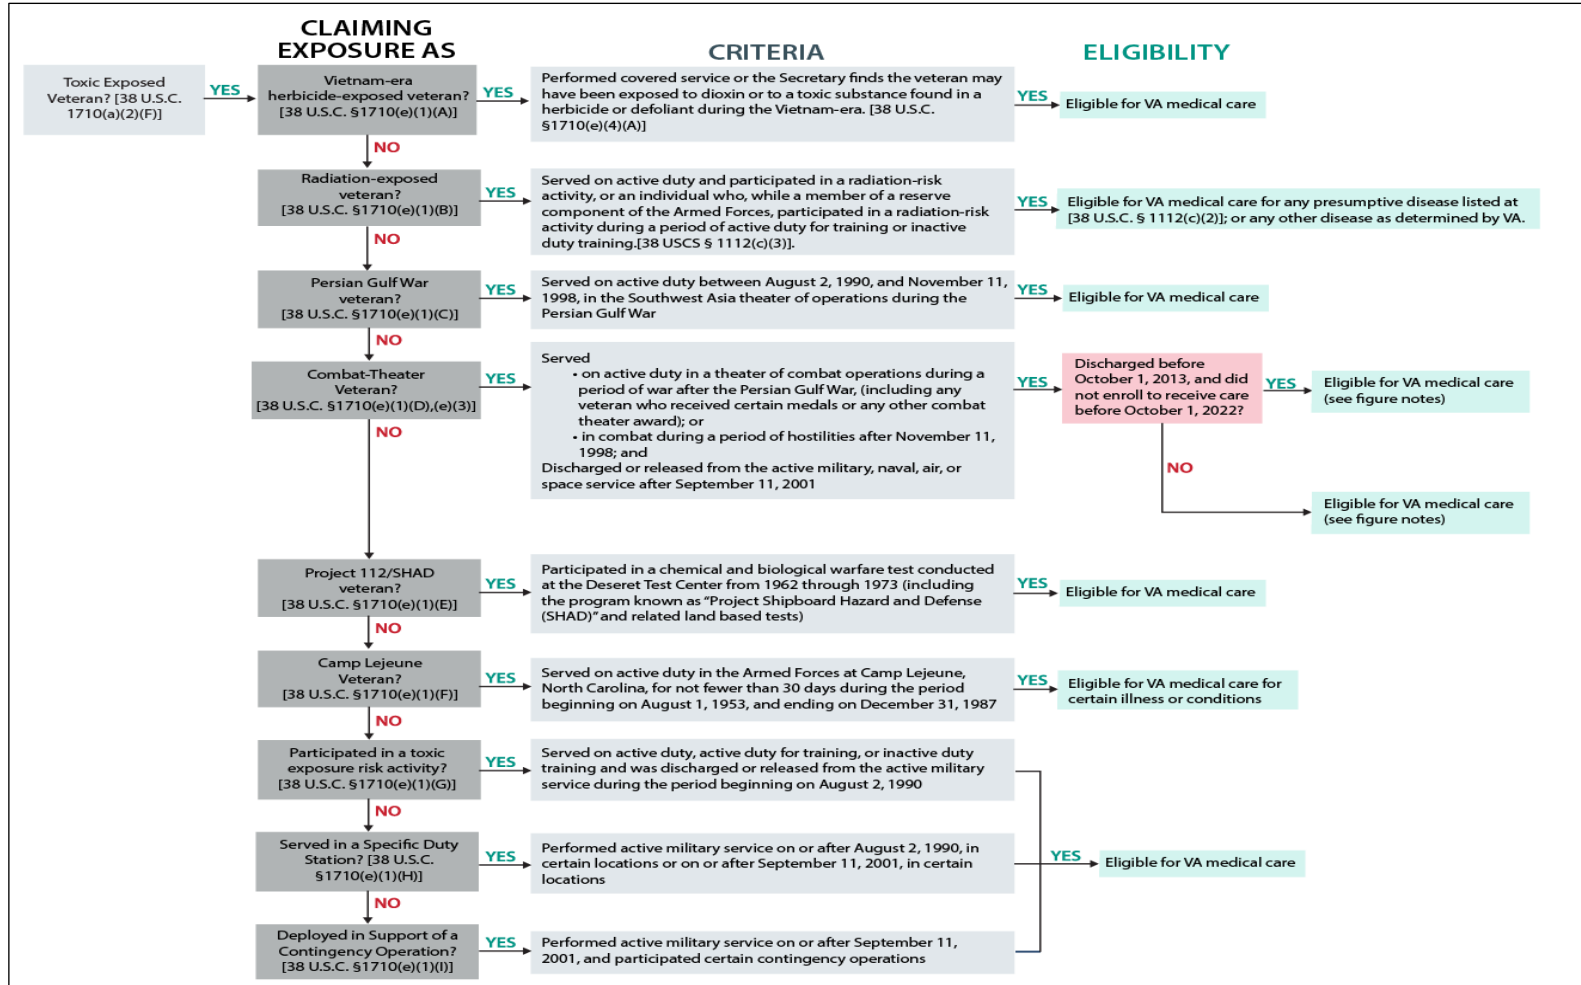 CLAIMING
EXPOSURE AS
CRITERIA
ELIGIBILITY
Toxic Exposed
Veteran? [38 U.S.C.
1710(a)(2)(F)]
YES
Vietnam-era
herbicide-exposed veteran?
[38 U.S.C. §1710(e)(1)(A)]
YES
Performed covered service or the Secretary finds the veteran may
have been exposed to dioxin or to a toxic substance found in a
herbicide or defoliant during the Vietnam-era. [38 U.S.C.
§1710(e)(4)(A)]
YES
Eligible for VA medical care
NO
Radiation-exposed
veteran?
[38 U.S.C. §1710(e)(1)(B)]
YES
Served on active duty and participated in a radiation-risk
activity, or an individual who, while a member of a reserve
component of the Armed Forces, participated in a radiation-risk
activity during a period of active duty for training or inactive
duty training.[38 USCS § 1112(c)(3)].
YES
Eligible for VA medical care for any presumptive disease listed at
[38 U.S.C. § 1112(c)(2)]; or any other disease as determined by VA.
NO
Persian Gulf War
veteran?
[38 U.S.C. §1710(e)(1)(C)]
YES
Served on active duty between August 2, 1990, and November 11,
1998, in the Southwest Asia theater of operations during the
Persian Gulf War
YES
Eligible for VA medical care
NO
Combat-Theater
Veteran?
[38 U.S.C. §1710(e)(1)(D),(e)(3)]
YES
Served
• on active duty in a theater of combat operations during a
period of war after the Persian Gulf War, (including any
veteran who received certain medals or any other combat
theater award); or
• in combat during a period of hostilities after November 11,
1998; and
Discharged or released from the active military, naval, air, or
space service after September 11, 2001
YES
Discharged before
October 1, 2013, and did
not enroll to receive care
before October 1, 2022?
YES
Eligible for VA medical care
(see figure notes)
NO
Eligible for VA medical care
(see figure notes)
NO
Project 112/SHAD
veteran?
[38 U.S.C. §1710(e)(1)(E)]
YES
Participated in a chemical and biological warfare test conducted
at the Deseret Test Center from 1962 through 1973 (including
the program known as “Project Shipboard Hazard and Defense
(SHAD)” and related land based tests)
YES
Eligible for VA medical care
NO
Camp Lejeune
Veteran?
[38 U.S.C. §1710(e)(1)(F)]
YES
Served on active duty in the Armed Forces at Camp Lejeune,
North Carolina, for not fewer than 30 days during the period
beginning on August 1, 1953, and ending on December 31, 1987
YES
Eligible for VA medical care for
certain illness or conditions
NO
Participated in a toxic
exposure risk activity?
[38 U.S.C. §1710(e)(1)(G)]
YES
Served on active duty, active duty for training, or inactive duty
training and was discharged or released from the active military
service during the period beginning on August 2, 1990
NO
Served in a Specific Duty
Station? [38 U.S.C.
§1710(e)(1)(H)]
YES
Performed active military service on or after August 2, 1990, in
certain locations or on or after September 11, 2001, in certain
locations
YES
Eligible for VA medical care
NO
Deployed in Support of a
Contingency Operation?
[38 U.S.C. §1710(e)(1)(I)]
YES
Performed active military service on or after September 11,
2001, and participated certain contingency operations